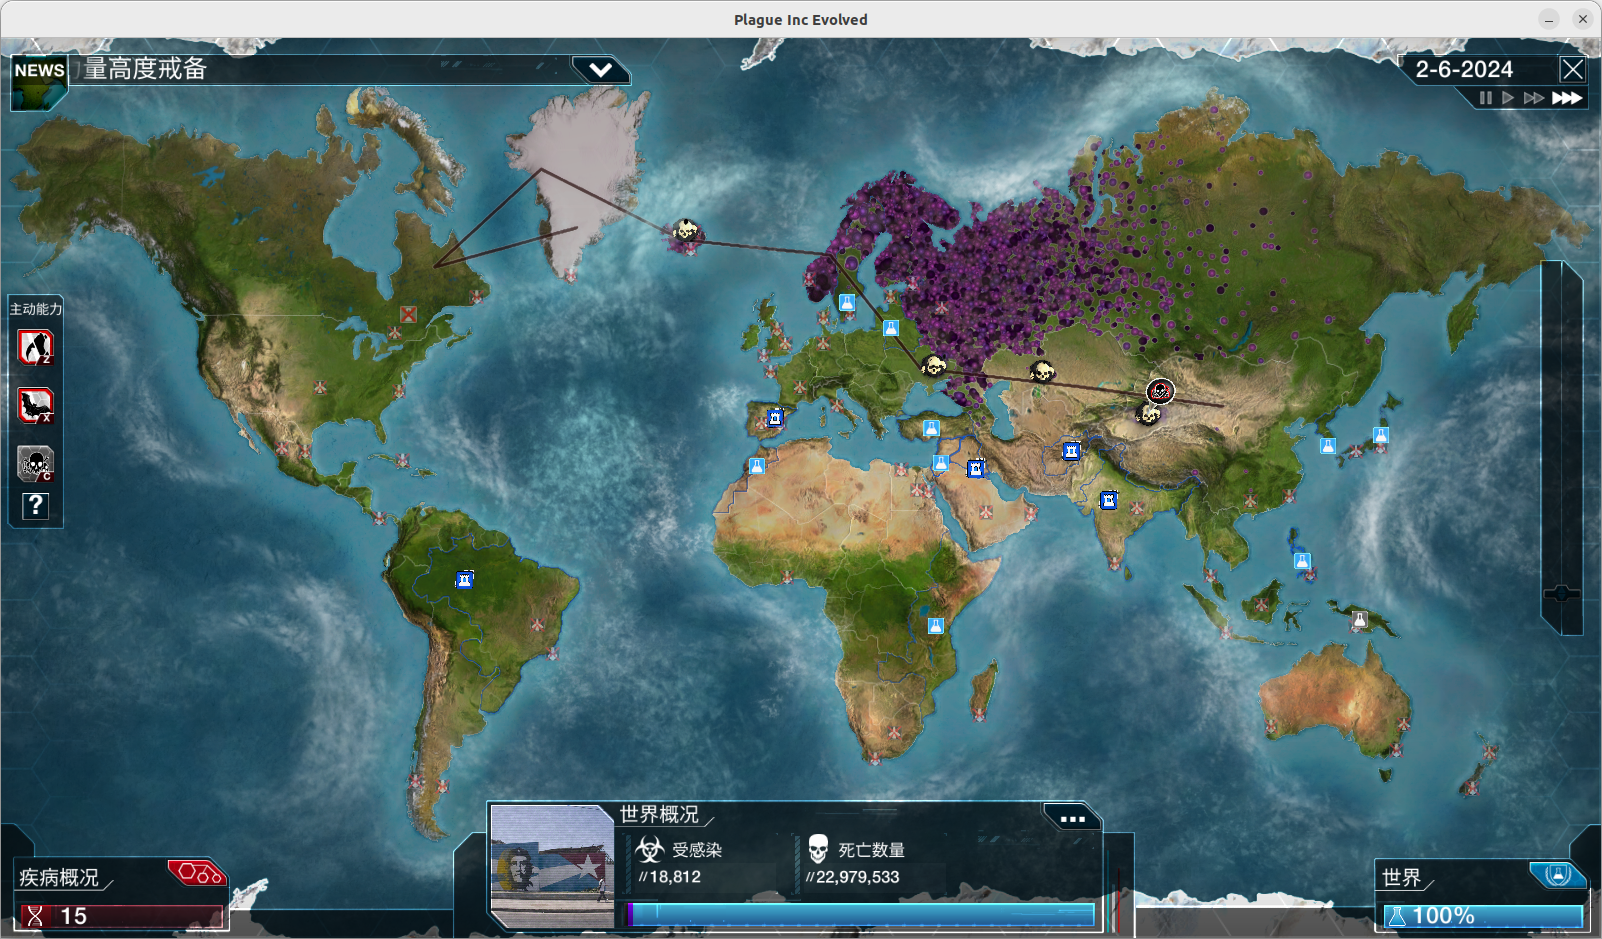 Plague Inc Evolved
NEWS
量高度戒备
2-6-2024
主动能力
Z
X
C
?
世界概况
...
受感染
//18,812
死亡数量
//22,979,533
疾病概况
15
世界
100%